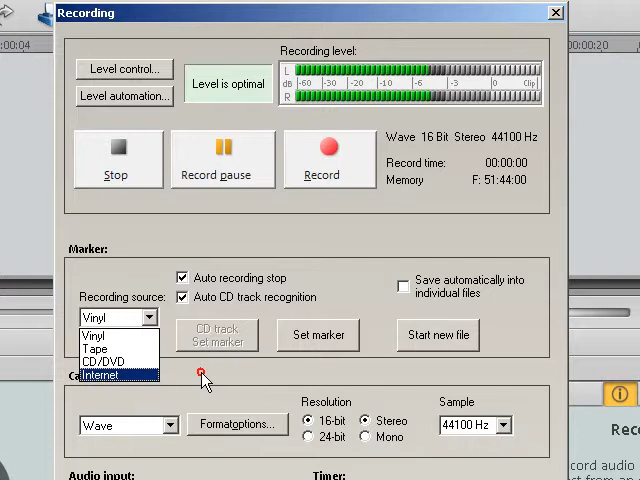 Recording
:00:04
:00:20
Recording level:
Level control...
Level is optimal
L
dB -60 -30 -20 -10 -6 -3 0 Clip
R
Level automation...
Wave 16 Bit Stereo 44100 Hz
Stop
Record pause
Record
Record time: 00:00:00
Memory F: 51:44:00
Marker:
Auto recording stop
Save automatically into
individual files
Recording source:
Auto CD track recognition
Vinyl
Vinyl
Tape
CD/DVD
Internet
CD track
Set marker
Set marker
Start new file
Ca
Resolution
Sample
Wave
Formatoptions...
16-bit
Stereo
44100 Hz
24-bit
Mono
Reco
cord audio
Audio input:
Timer: